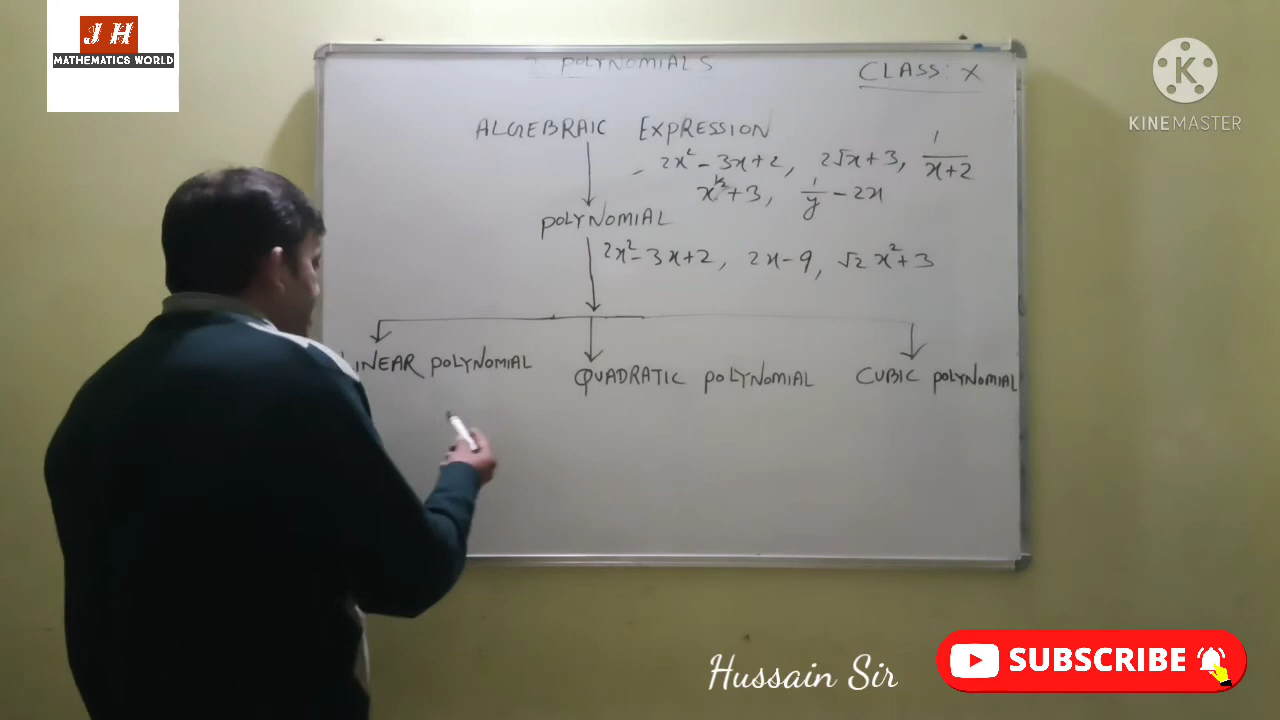 J H
MATHEMATICS WORLD
KINEMASTER
2 POLYNOMIALS
CLASS: X
ALGEBRAIC EXPRESSION
2x² - 3x + 2, 2√x + 3, 1/(x+2)
x^½ + 3, 1/y - 2x
POLYNOMIAL
2x² - 3x + 2, 2x - 9, √2 x² + 3
LINEAR POLYNOMIAL
QUADRATIC POLYNOMIAL
CUBIC POLYNOMIAL
Hussain Sir
SUBSCRIBE